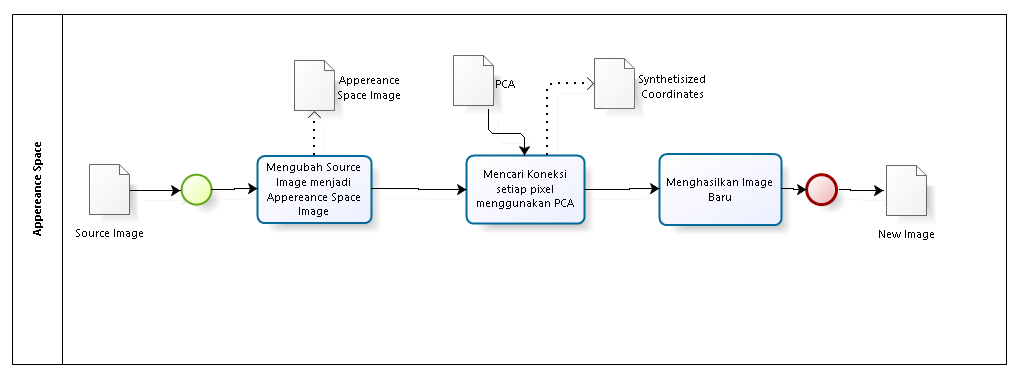 Appereance Space
Source Image
Mengubah Source
Image menjadi
Appereance Space
Image
Appereance
Space Image
PCA
Mencari Koneksi
setiap pixel
menggunakan PCA
Synthetisized
Coordinates
Menghasilkan Image
Baru
New Image